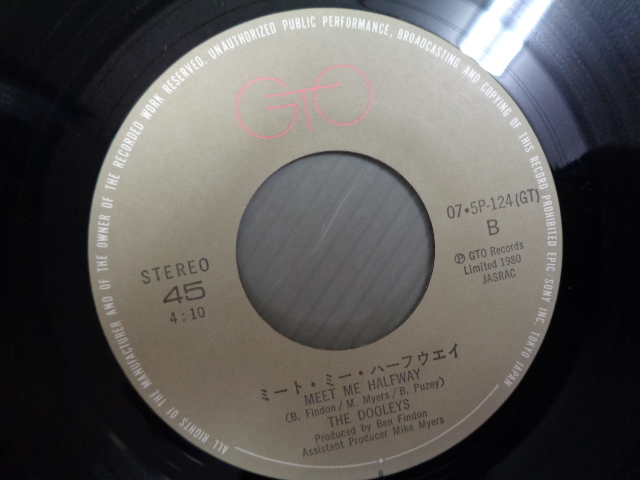 ALL RIGHTS OF THE MANUFACTURER AND OF THE OWNER OF THE RECORDED WORK RESERVED. UNAUTHORIZED PUBLIC PERFORMANCE, BROADCASTING AND COPYING OF THIS RECORD PROHIBITED EPIC/SONY INC. TOKYO JAPAN
GTO
07・5P-124(GT)
B
Ⓟ GTO Records
Limited 1980
JASRAC
STEREO
45
4:10
ミート・ミー・ハーフウエイ
MEET ME HALFWAY
(B. Findon/M. Myers/B. Puzey)
THE DOOLEYS
Produced by Ben Findon
Assistent Producer Mike Myers